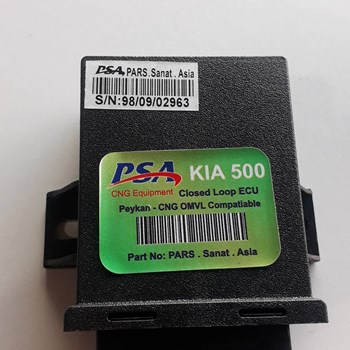 PSA PARS.Sanat.Asia
S/N:98/09/02963
PSA KIA 500
CNG Equipment Closed Loop ECU
Peykan - CNG OMVL Compatiable
Part No: PARS . Sanat . Asia